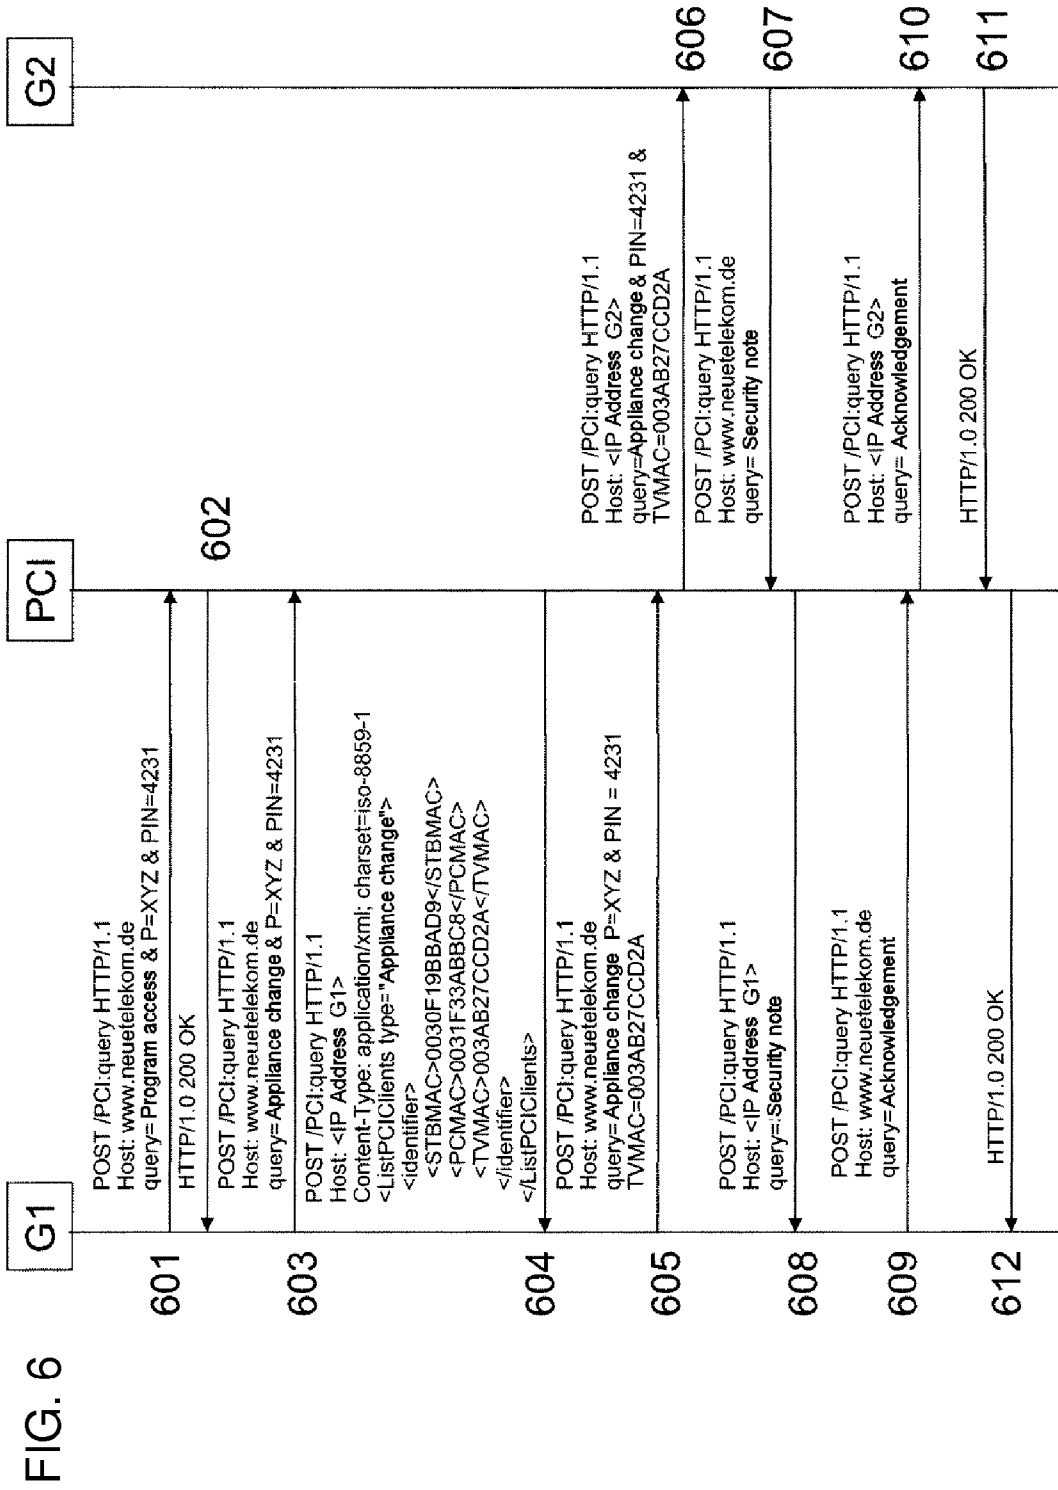 FIG. 6
G1
PCI
G2
601
POST /PCI:query HTTP/1.1
Host: www.neuetelekom.de
query=Program access & P=XYZ & PIN=4231
HTTP/1.0 200 OK
602
POST /PCI:query HTTP/1.1
Host: www.neuetelekom.de
query=Appliance change & P=XYZ & PIN=4231
603
POST /PCI:query HTTP/1.1
Host: <IP Address G1>
Content-Type: application/xml; charset=iso-8859-1
<ListPCIClients type="Appliance change">
<identifier>
<STBMAC>0030F19BBAD9</STBMAC>
<PCMAC>0031F33ABBC8</PCMAC>
<TVMAC>003AB27CCD2A</TVMAC>
</identifier>
</ListPCIClients>
604
POST /PCI:query HTTP/1.1
Host: www.neuetelekom.de
query=Appliance change P=XYZ & PIN = 4231
TVMAC=003AB27CCD2A
605
POST /PCI:query HTTP/1.1
Host: <IP Address G2>
query=Appliance change & PIN=4231 &
TVMAC=003AB27CCD2A
606
POST /PCI:query HTTP/1.1
Host: www.neuetelekom.de
query= Security note
607
POST /PCI:query HTTP/1.1
Host: <IP Address G1>
query=:Security note
608
POST /PCI:query HTTP/1.1
Host: www.neuetelekom.de
query=Acknowledgement
609
POST /PCI:query HTTP/1.1
Host: <IP Address G2>
query= Acknowledgement
610
HTTP/1.0 200 OK
611
HTTP/1.0 200 OK
612